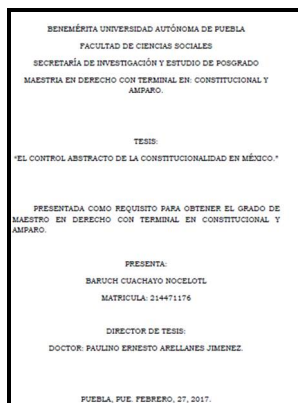 BENEMÉRITA UNIVERSIDAD AUTÓNOMA DE PUEBLA
FACULTAD DE CIENCIAS SOCIALES
SECRETARÍA DE INVESTIGACIÓN Y ESTUDIO DE POSGRADO
MAESTRIA EN DERECHO CON TERMINAL EN: CONSTITUCIONAL Y
AMPARO.
TESIS:
"EL CONTROL ABSTRACTO DE LA CONSTITUCIONALIDAD EN MÉXICO."
PRESENTADA COMO REQUISITO PARA OBTENER EL GRADO DE
MAESTRO EN DERECHO CON TERMINAL EN CONSTITUCIONAL Y
AMPARO.
PRESENTA:
BARUCH CUACHAYO NOCELOTL
MATRICULA: 214471176
DIRECTOR DE TESIS:
DOCTOR: PAULINO ERNESTO ARELLANES JIMENEZ.
PUEBLA, PUE. FEBRERO, 27, 2017.